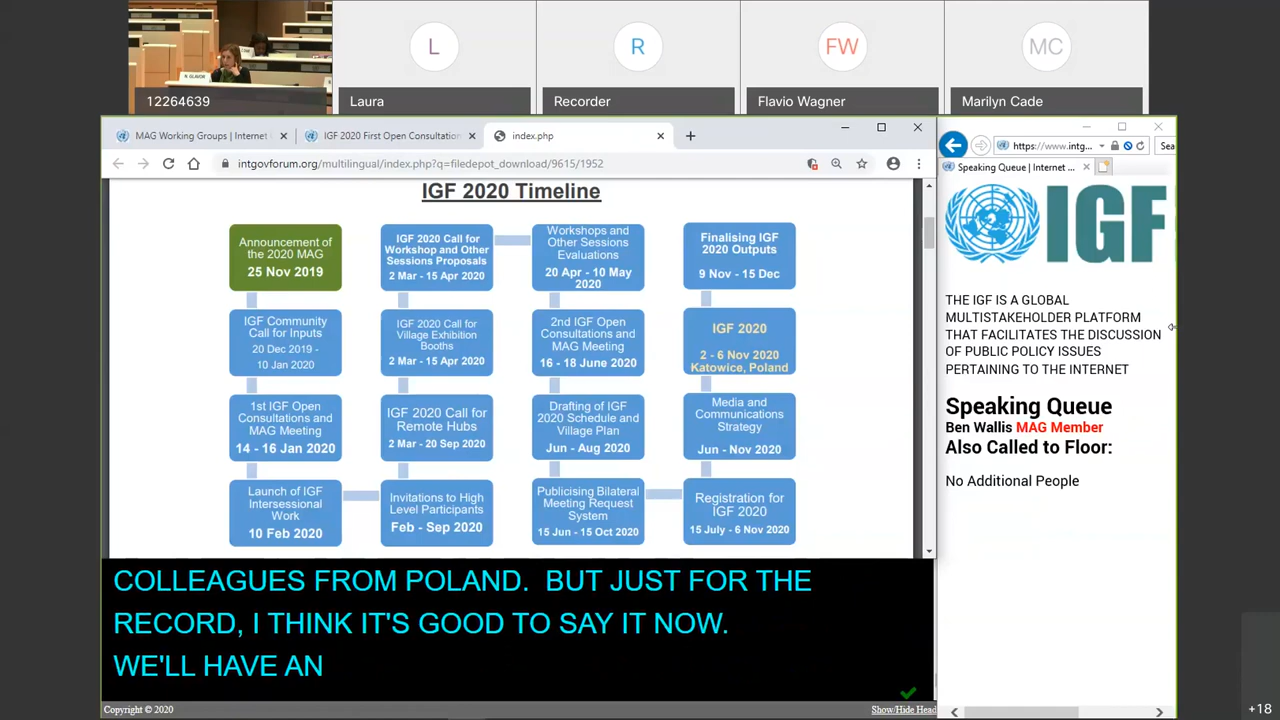 N. GLAVOR
12264639
L
Laura
R
Recorder
FW
Flavio Wagner
MC
Marilyn Cade
MAG Working Groups | Internet
IGF 2020 First Open Consultation
index.php
intgovforum.org/multilingual/index.php?q=filedepot_download/9615/1952
IGF 2020 Timeline
Announcement of
the 2020 MAG
25 Nov 2019
IGF Community
Call for Inputs
20 Dec 2019 -
10 Jan 2020
1st IGF Open
Consultations and
MAG Meeting
14 - 16 Jan 2020
Launch of IGF
Intersessional
Work
10 Feb 2020
IGF 2020 Call for
Workshop and Other
Sessions Proposals
2 Mar - 15 Apr 2020
IGF 2020 Call for
Village Exhibition
Booths
2 Mar - 15 Apr 2020
IGF 2020 Call for
Remote Hubs
2 Mar - 20 Sep 2020
Invitations to High
Level Participants
Feb - Sep 2020
Workshops and
Other Sessions
Evaluations
20 Apr - 10 May
2020
2nd IGF Open
Consultations and
MAG Meeting
16 - 18 June 2020
Drafting of IGF
2020 Schedule and
Village Plan
Jun - Aug 2020
Publicising Bilateral
Meeting Request
System
15 Jun - 15 Oct 2020
Finalising IGF
2020 Outputs
9 Nov - 15 Dec
IGF 2020
2 - 6 Nov 2020
Katowice, Poland
Media and
Communications
Strategy
Jun - Nov 2020
Registration for
IGF 2020
15 July - 6 Nov 2020
COLLEAGUES FROM POLAND. BUT JUST FOR THE
RECORD, I THINK IT'S GOOD TO SAY IT NOW.
WE'LL HAVE AN
Copyright © 2020
Show/Hide Head
https://www.intg...
Sea
Speaking Queue | Internet ...
IGF
THE IGF IS A GLOBAL
MULTISTAKEHOLDER PLATFORM
THAT FACILITATES THE DISCUSSION
OF PUBLIC POLICY ISSUES
PERTAINING TO THE INTERNET
Speaking Queue
Ben Wallis MAG Member
Also Called to Floor:
No Additional People
+18